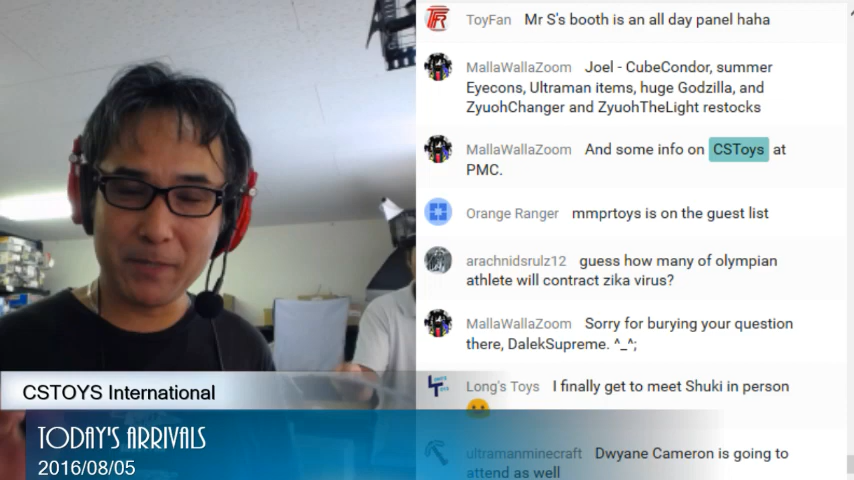 ToyFan Mr S's booth is an all day panel haha
MallaWallaZoom Joel - CubeCondor, summer
Eyecons, Ultraman items, huge Godzilla, and
ZyuohChanger and ZyuohTheLight restocks
MallaWallaZoom And some info on CSToys at
PMC.
Orange Ranger mmprtoys is on the guest list
arachnidsrulz12 guess how many of olympian
athlete will contract zika virus?
MallaWallaZoom Sorry for burying your question
there, DalekSupreme. ^_^;
Long's Toys I finally get to meet Shuki in person
ultramanminecraft Dwyane Cameron is going to
attend as well
CSTOYS International
TODAY'S ARRIVALS
2016/08/05